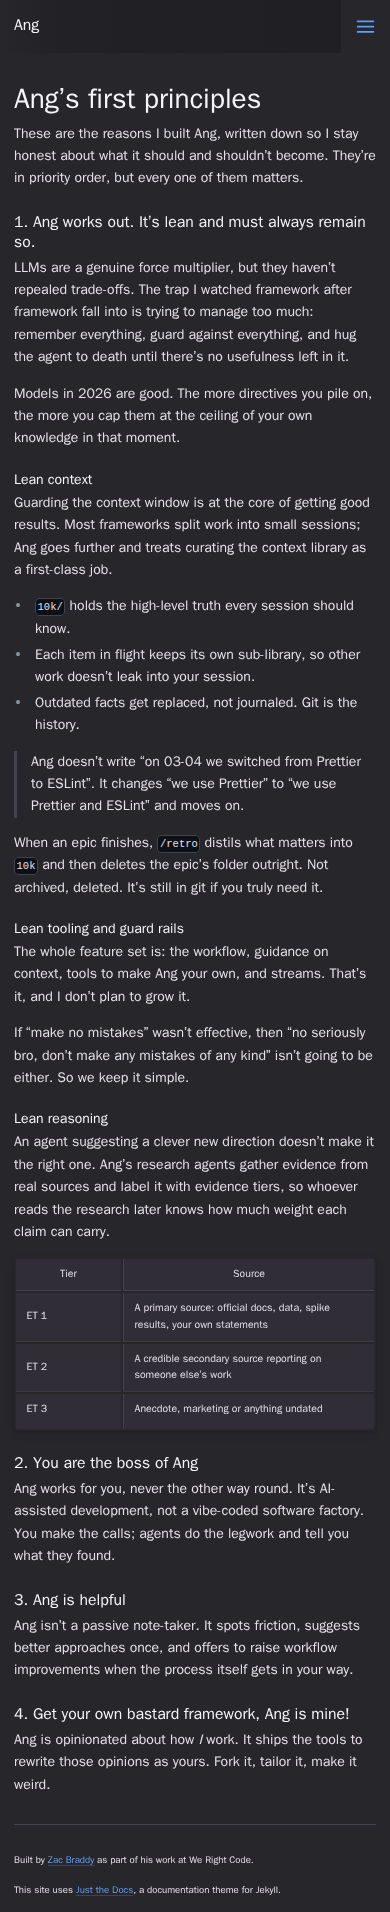 Ang
Ang’s first principles
These are the reasons I built Ang, written down so I stay
honest about what it should and shouldn’t become. They’re
in priority order, but every one of them matters.
1. Ang works out. It’s lean and must always remain
so.
LLMs are a genuine force multiplier, but they haven’t
repealed trade-offs. The trap I watched framework after
framework fall into is trying to manage too much:
remember everything, guard against everything, and hug
the agent to death until there’s no usefulness left in it.
Models in 2026 are good. The more directives you pile on,
the more you cap them at the ceiling of your own
knowledge in that moment.
Lean context
Guarding the context window is at the core of getting good
results. Most frameworks split work into small sessions;
Ang goes further and treats curating the context library as
a first-class job.
• 10k/ holds the high-level truth every session should
know.
• Each item in flight keeps its own sub-library, so other
work doesn’t leak into your session.
• Outdated facts get replaced, not journaled. Git is the
history.
Ang doesn’t write “on 03-04 we switched from Prettier
to ESLint”. It changes “we use Prettier” to “we use
Prettier and ESLint” and moves on.
When an epic finishes, /retro distils what matters into
10k and then deletes the epic’s folder outright. Not
archived, deleted. It’s still in git if you truly need it.
Lean tooling and guard rails
The whole feature set is: the workflow, guidance on
context, tools to make Ang your own, and streams. That’s
it, and I don’t plan to grow it.
If “make no mistakes” wasn’t effective, then “no seriously
bro, don’t make any mistakes of any kind” isn’t going to be
either. So we keep it simple.
Lean reasoning
An agent suggesting a clever new direction doesn’t make it
the right one. Ang’s research agents gather evidence from
real sources and label it with evidence tiers, so whoever
reads the research later knows how much weight each
claim can carry.
Tier Source
ET 1 A primary source: official docs, data, spike
results, your own statements
ET 2 A credible secondary source reporting on
someone else’s work
ET 3 Anecdote, marketing or anything undated
2. You are the boss of Ang
Ang works for you, never the other way round. It’s AI-
assisted development, not a vibe-coded software factory.
You make the calls; agents do the legwork and tell you
what they found.
3. Ang is helpful
Ang isn’t a passive note-taker. It spots friction, suggests
better approaches once, and offers to raise workflow
improvements when the process itself gets in your way.
4. Get your own bastard framework, Ang is mine!
Ang is opinionated about how I work. It ships the tools to
rewrite those opinions as yours. Fork it, tailor it, make it
weird.
Built by Zac Braddy as part of his work at We Right Code.
This site uses Just the Docs, a documentation theme for Jekyll.